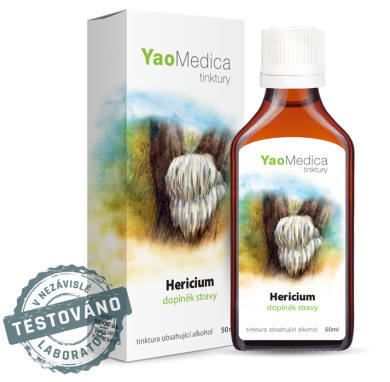 YaoMedica
tinktury
Hericium
doplněk stravy
tinktura obsahující alkohol 50ml
YaoMedica
tinktury
Hericium
doplněk stravy
tinktura obsahující alkohol 50ml
V NEZÁVISLÉ
TESTOVÁNO
LABORATOŘI